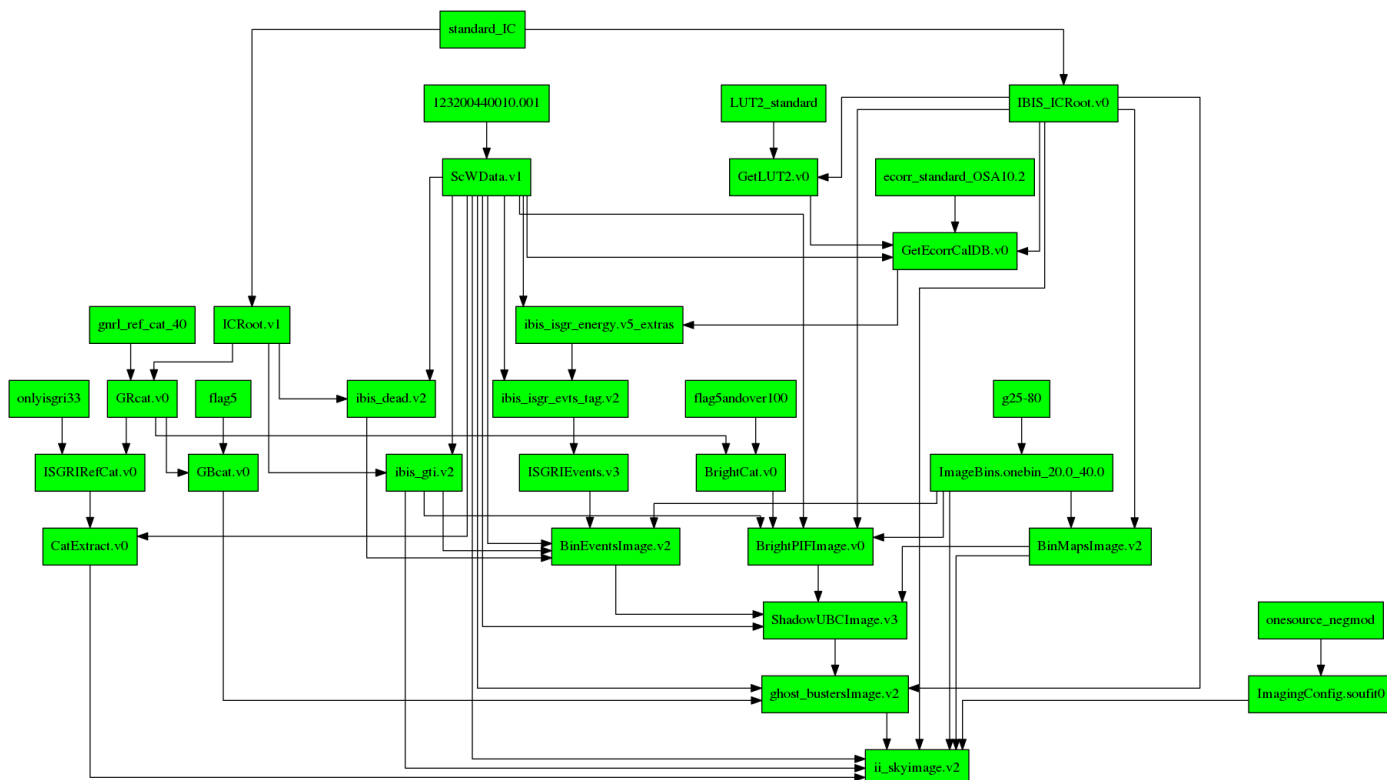 standard_IC
123200440010.001
LUT2_standard
IBIS_ICRoot.v0
ScWData.v1
GetLUT2.v0
ecorr_standard_OSA10.2
GetEcorrCalDB.v0
gnrl_ref_cat_40
ICRoot.v1
ibis_isgr_energy.v5_extras
onlyisgri33
GRcat.v0
flag5
ibis_dead.v2
ibis_isgr_evts_tag.v2
flag5andover100
g25-80
ISGRIRefCat.v0
GBcat.v0
ibis_gti.v2
ISGRIEvents.v3
BrightCat.v0
ImageBins.onebin_20.0_40.0
CatExtract.v0
BinEventsImage.v2
BrightPIFImage.v0
BinMapsImage.v2
ShadowUBCImage.v3
onesource_negmod
ghost_bustersImage.v2
ImagingConfig.soufit0
ii_skyimage.v2